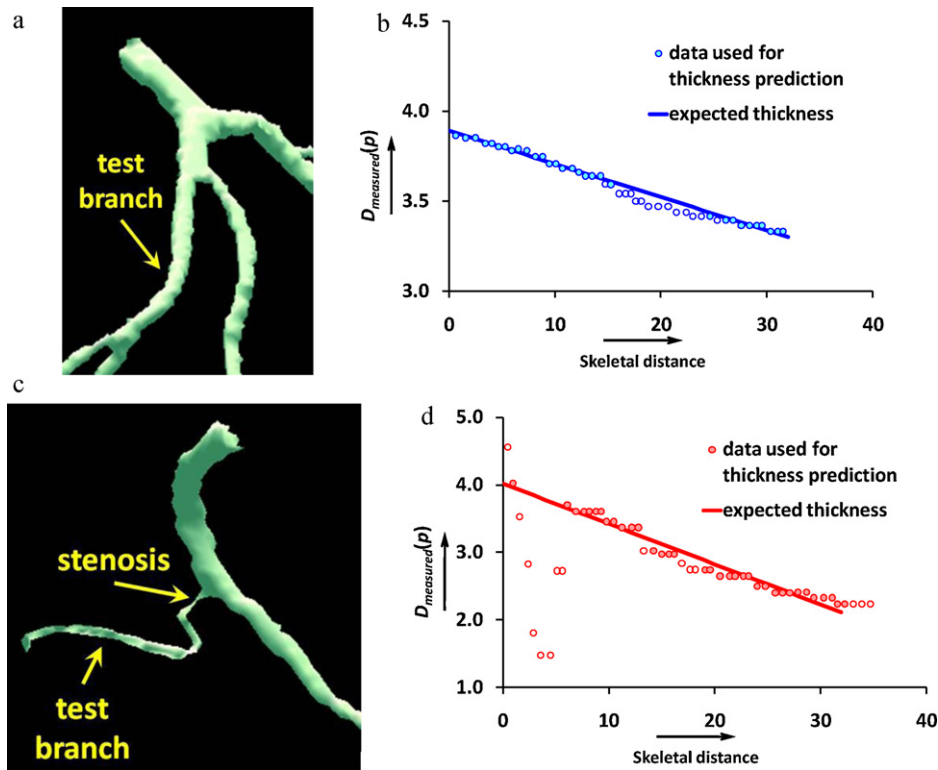 a
test
branch
b
4.5
4.0
3.5
3.0
D measured(p)
data used for
thickness prediction
expected thickness
0
10
20
30
40
Skeletal distance
c
stenosis
test
branch
d
5.0
4.0
3.0
2.0
1.0
D measured(p)
data used for
thickness prediction
expected thickness
0
10
20
30
40
Skeletal distance